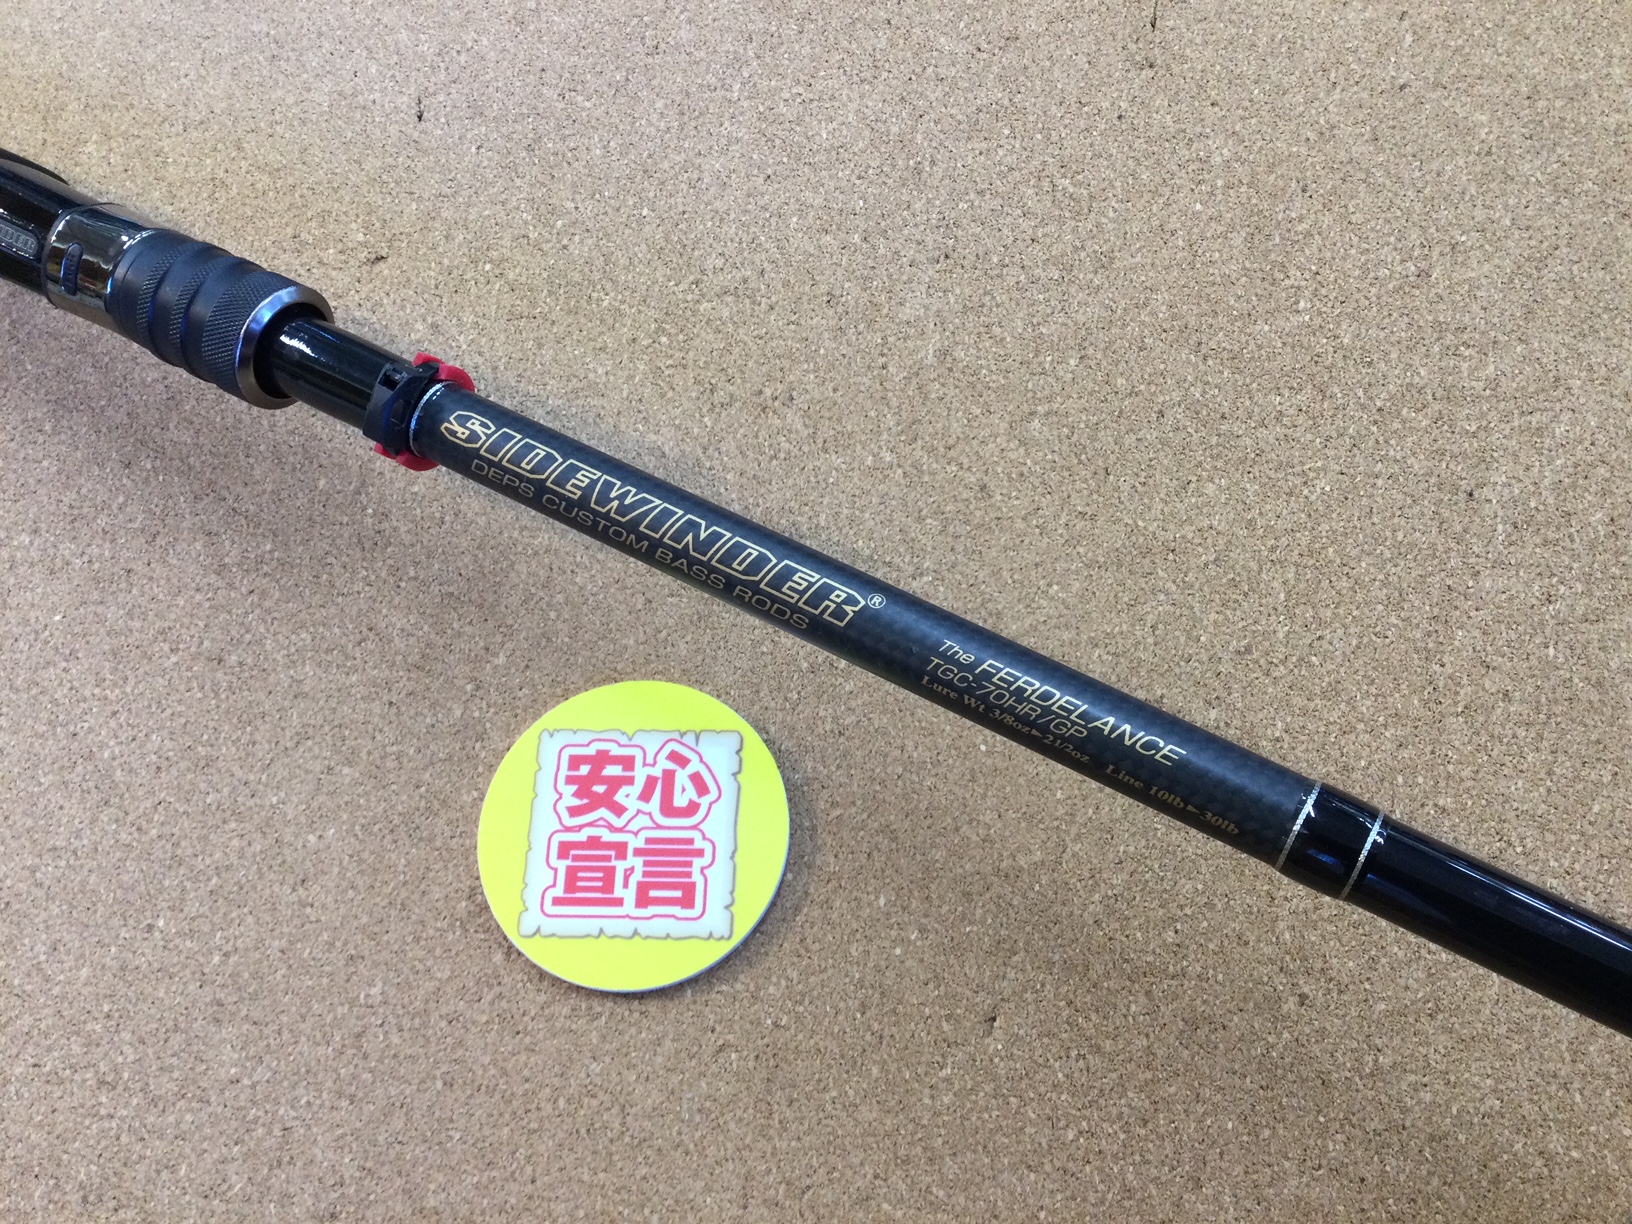 SIDEWINDER®
DEPS CUSTOM BASS RODS
The FERDELANCE
TGC-70HR/GP
Lure Wt 3/8oz▶21/2oz Line 10lb▶30lb
安心
宣言